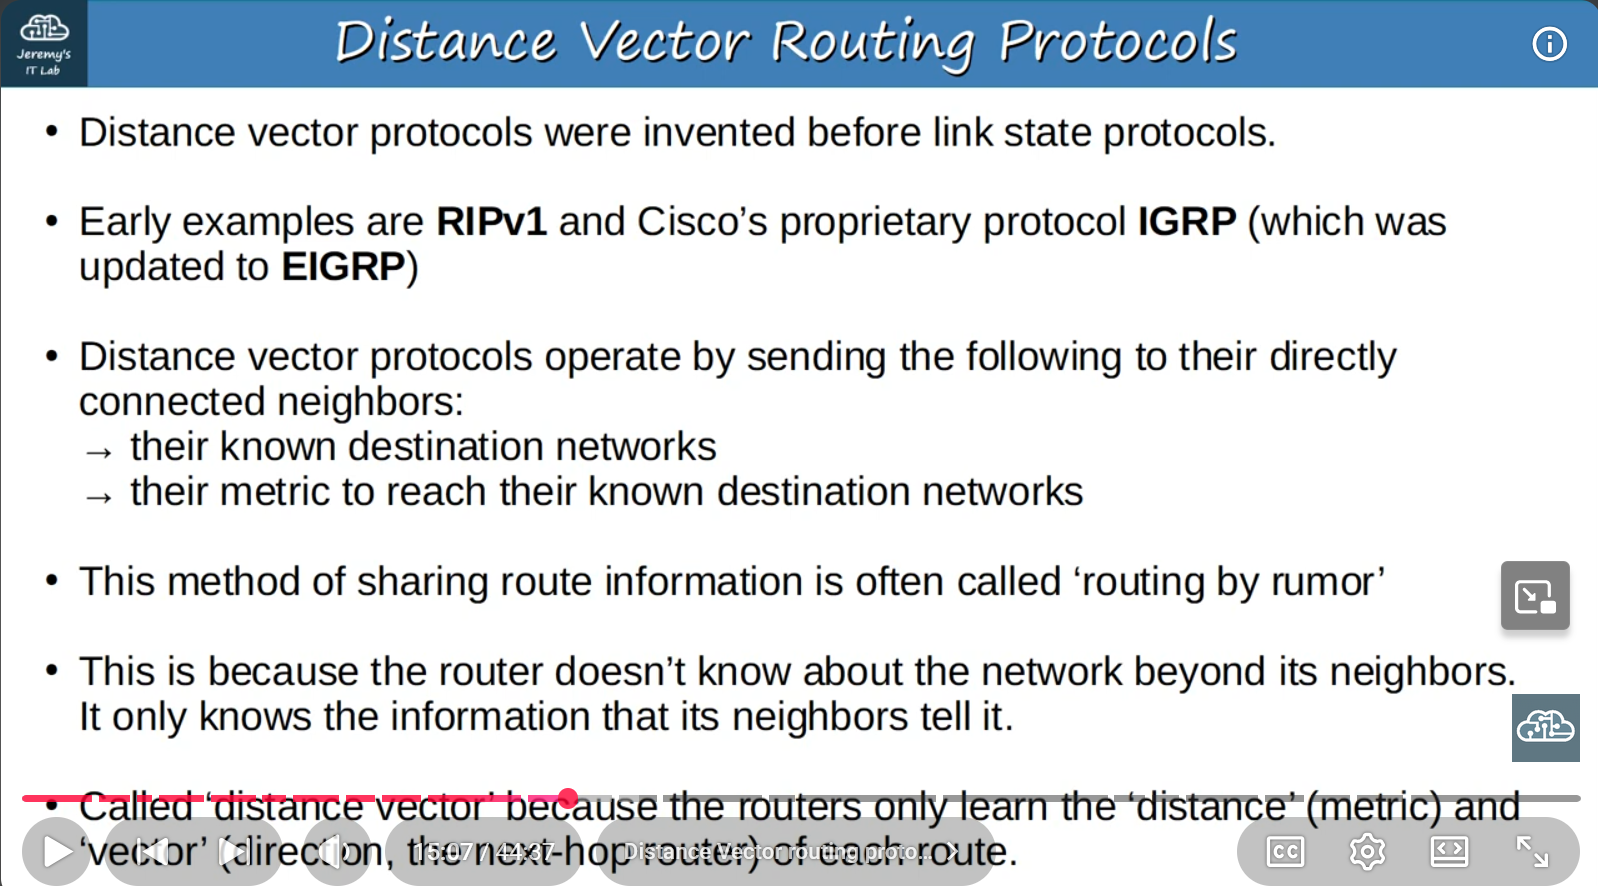 Jeremy's
IT Lab
Distance Vector Routing Protocols
• Distance vector protocols were invented before link state protocols.
• Early examples are RIPv1 and Cisco’s proprietary protocol IGRP (which was
updated to EIGRP)
• Distance vector protocols operate by sending the following to their directly
connected neighbors:
→ their known destination networks
→ their metric to reach their known destination networks
• This method of sharing route information is often called ‘routing by rumor’
• This is because the router doesn’t know about the network beyond its neighbors.
It only knows the information that its neighbors tell it.
• Called ‘distance vector’ because the routers only learn the ‘distance’ (metric) and
‘vector’ (direction, the next-hop router) of each route.
15:07 / 44:37
Distance Vector routing proto...
CC